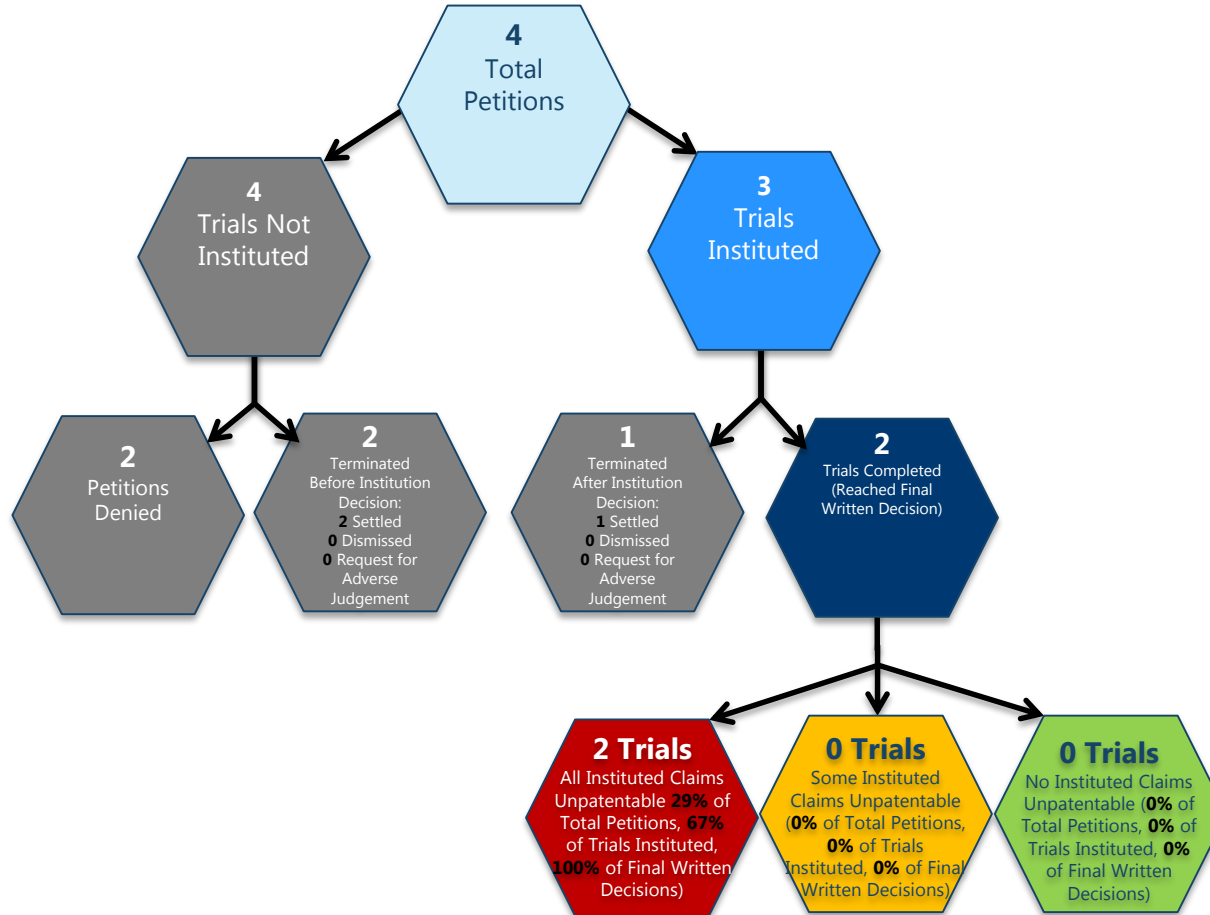 4
Total
Petitions
4
Trials Not
Instituted
3
Trials
Instituted
2
Petitions
Denied
2
Terminated
Before Institution
Decision:
2 Settled
0 Dismissed
0 Request for
Adverse
Judgement
1
Terminated
After Institution
Decision:
1 Settled
0 Dismissed
0 Request for
Adverse
Judgement
2
Trials Completed
(Reached Final
Written Decision)
2 Trials
All Instituted Claims
Unpatentable 29% of
Total Petitions, 67%
of Trials Instituted,
100% of Final Written
Decisions)
0 Trials
Some Instituted
Claims Unpatentable
(0% of Total Petitions,
0% of Trials
Instituted, 0% of Final
Written Decisions)
0 Trials
No Instituted Claims
Unpatentable (0% of
Total Petitions, 0% of
Trials Instituted, 0%
of Final Written
Decisions)